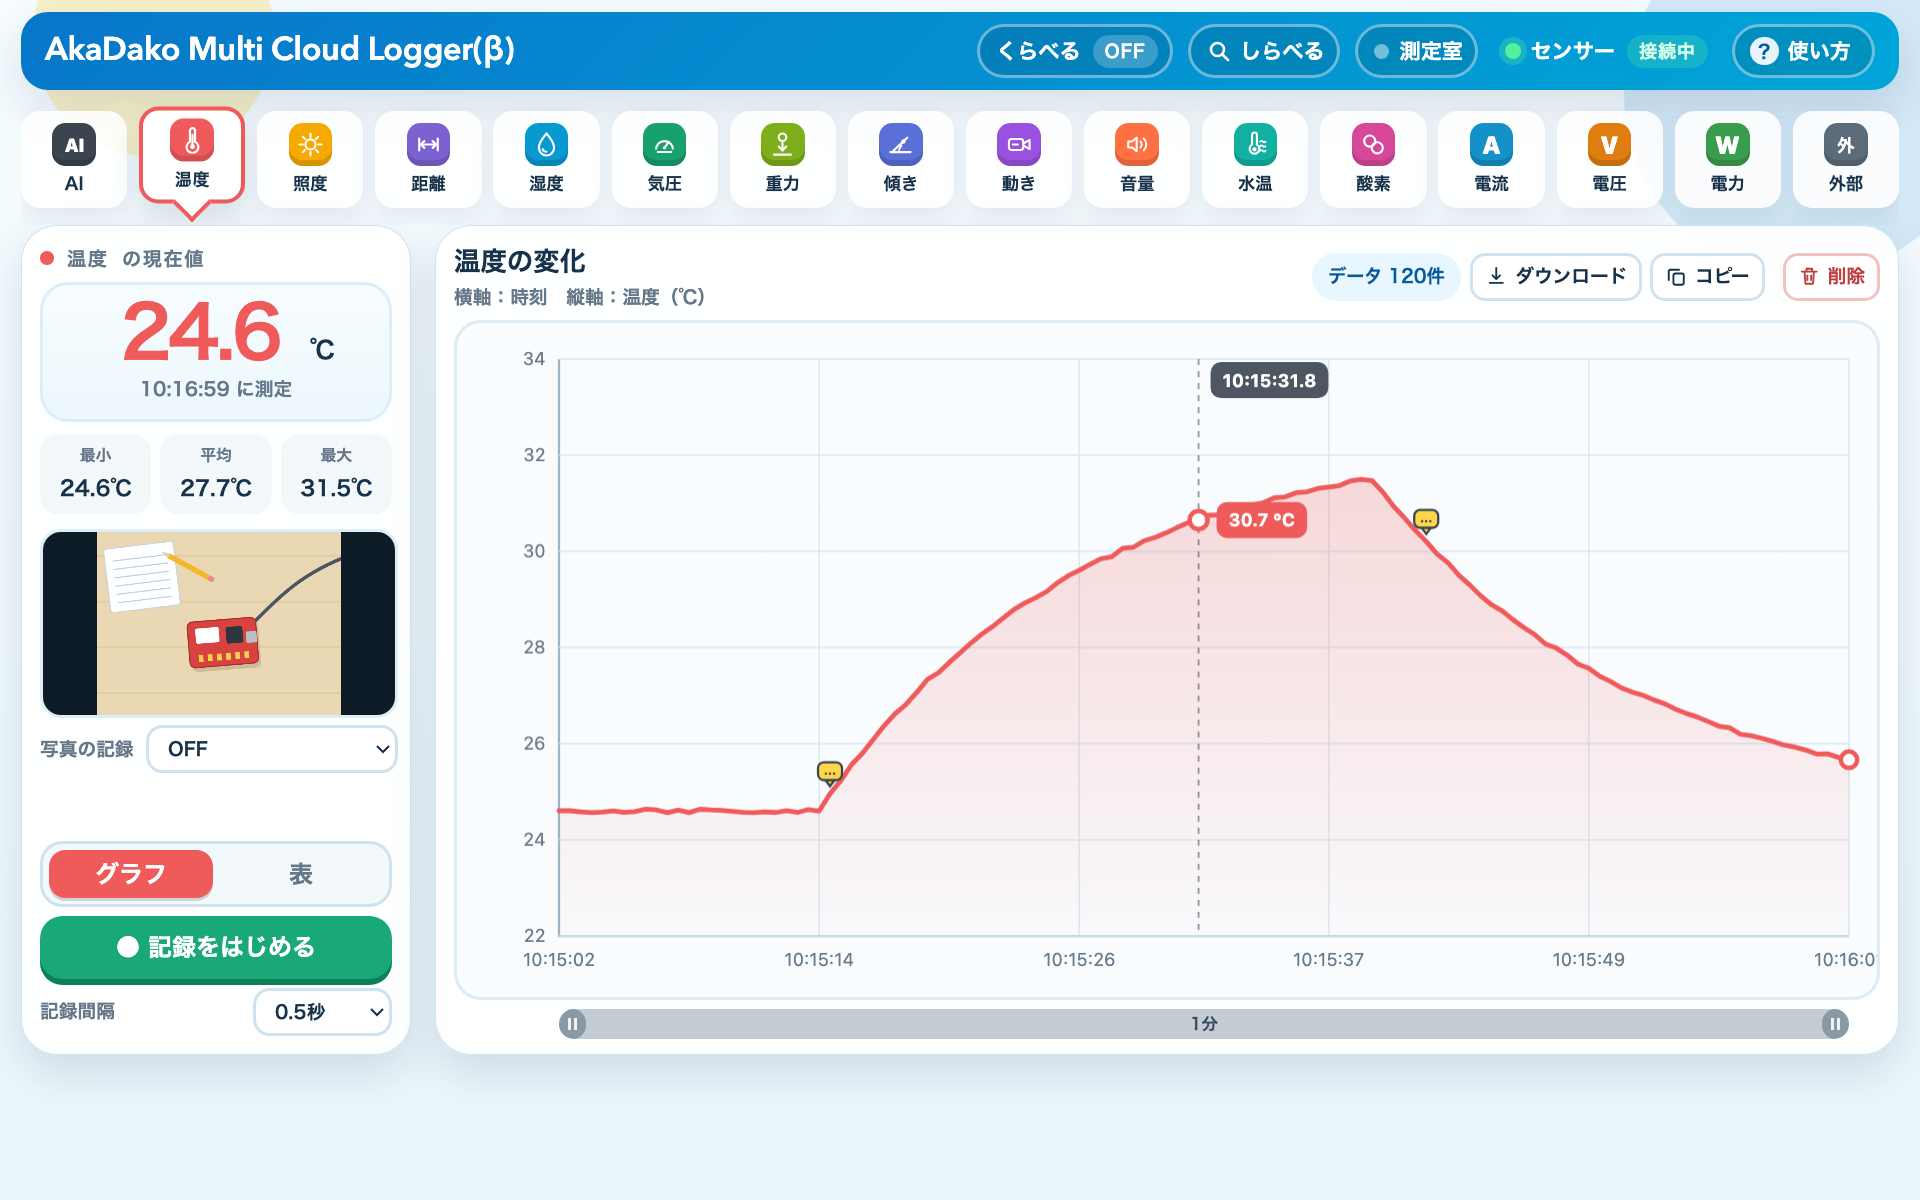 AkaDako Multi Cloud Logger(β)
くらべる OFF
しらべる
測定室
センサー 接続中
? 使い方
AI AI
温度
照度
距離
湿度
気圧
重力
傾き
動き
音量
水温
酸素
A 電流
V 電圧
W 電力
外 外部
温度 の現在値
24.6 ℃
10:16:59 に測定
最小 24.6℃
平均 27.7℃
最大 31.5℃
写真の記録 OFF
グラフ 表
記録をはじめる
記録間隔 0.5秒
温度の変化
横軸：時刻 縦軸：温度（℃）
データ 120件
ダウンロード
コピー
削除
34
32
30
28
26
24
22
10:15:31.8
30.7 ℃
10:15:02 10:15:14 10:15:26 10:15:37 10:15:49 10:16:0
1分